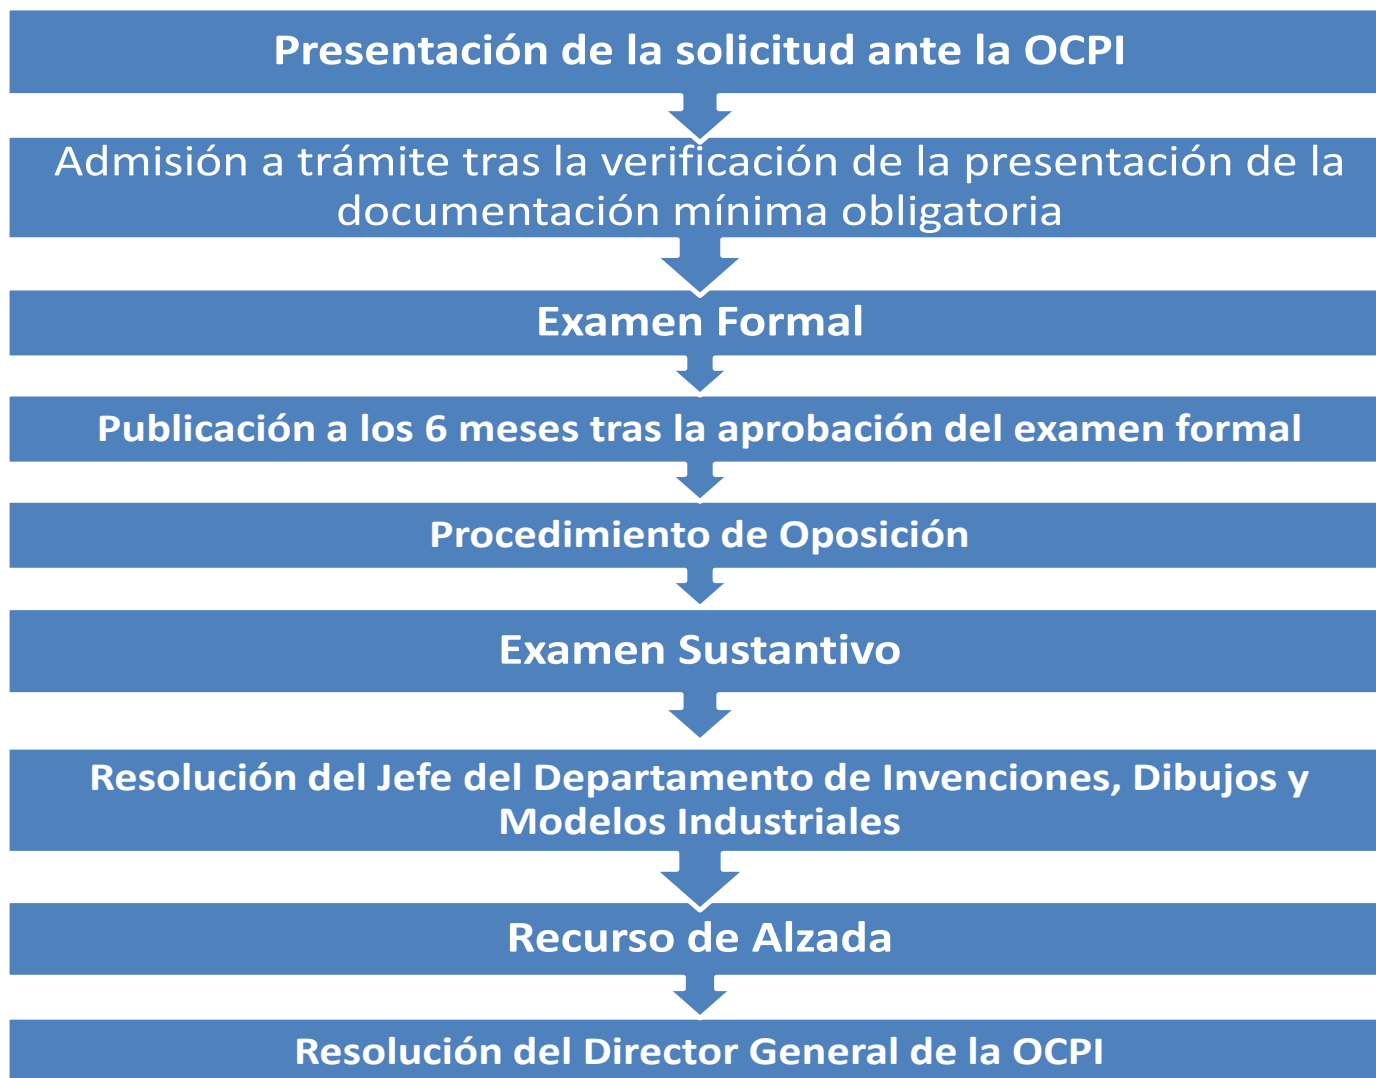 Presentación de la solicitud ante la OCPI
Admisión a trámite tras la verificación de la presentación de la
documentación mínima obligatoria
Examen Formal
Publicación a los 6 meses tras la aprobación del examen formal
Procedimiento de Oposición
Examen Sustantivo
Resolución del Jefe del Departamento de Invenciones, Dibujos y
Modelos Industriales
Recurso de Alzada
Resolución del Director General de la OCPI